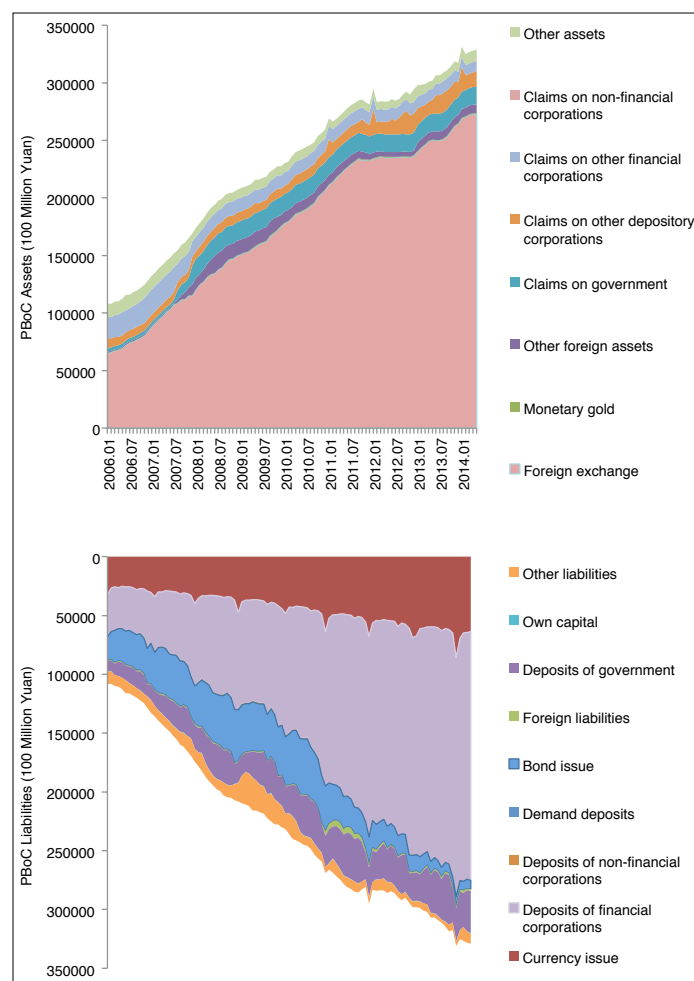 PBoC Assets (100 Million Yuan)
350000
300000
250000
200000
150000
100000
50000
0
2006.01
2006.07
2007.01
2007.07
2008.01
2008.07
2009.01
2009.07
2010.01
2010.07
2011.01
2011.07
2012.01
2012.07
2013.01
2013.07
2014.01
Other assets
Claims on non-financial
corporations
Claims on other financial
corporations
Claims on other depository
corporations
Claims on government
Other foreign assets
Monetary gold
Foreign exchange
PBoC Liabilities (100 Million Yuan)
0
50000
100000
150000
200000
250000
300000
350000
Other liabilities
Own capital
Deposits of government
Foreign liabilities
Bond issue
Demand deposits
Deposits of non-financial
corporations
Deposits of financial
corporations
Currency issue